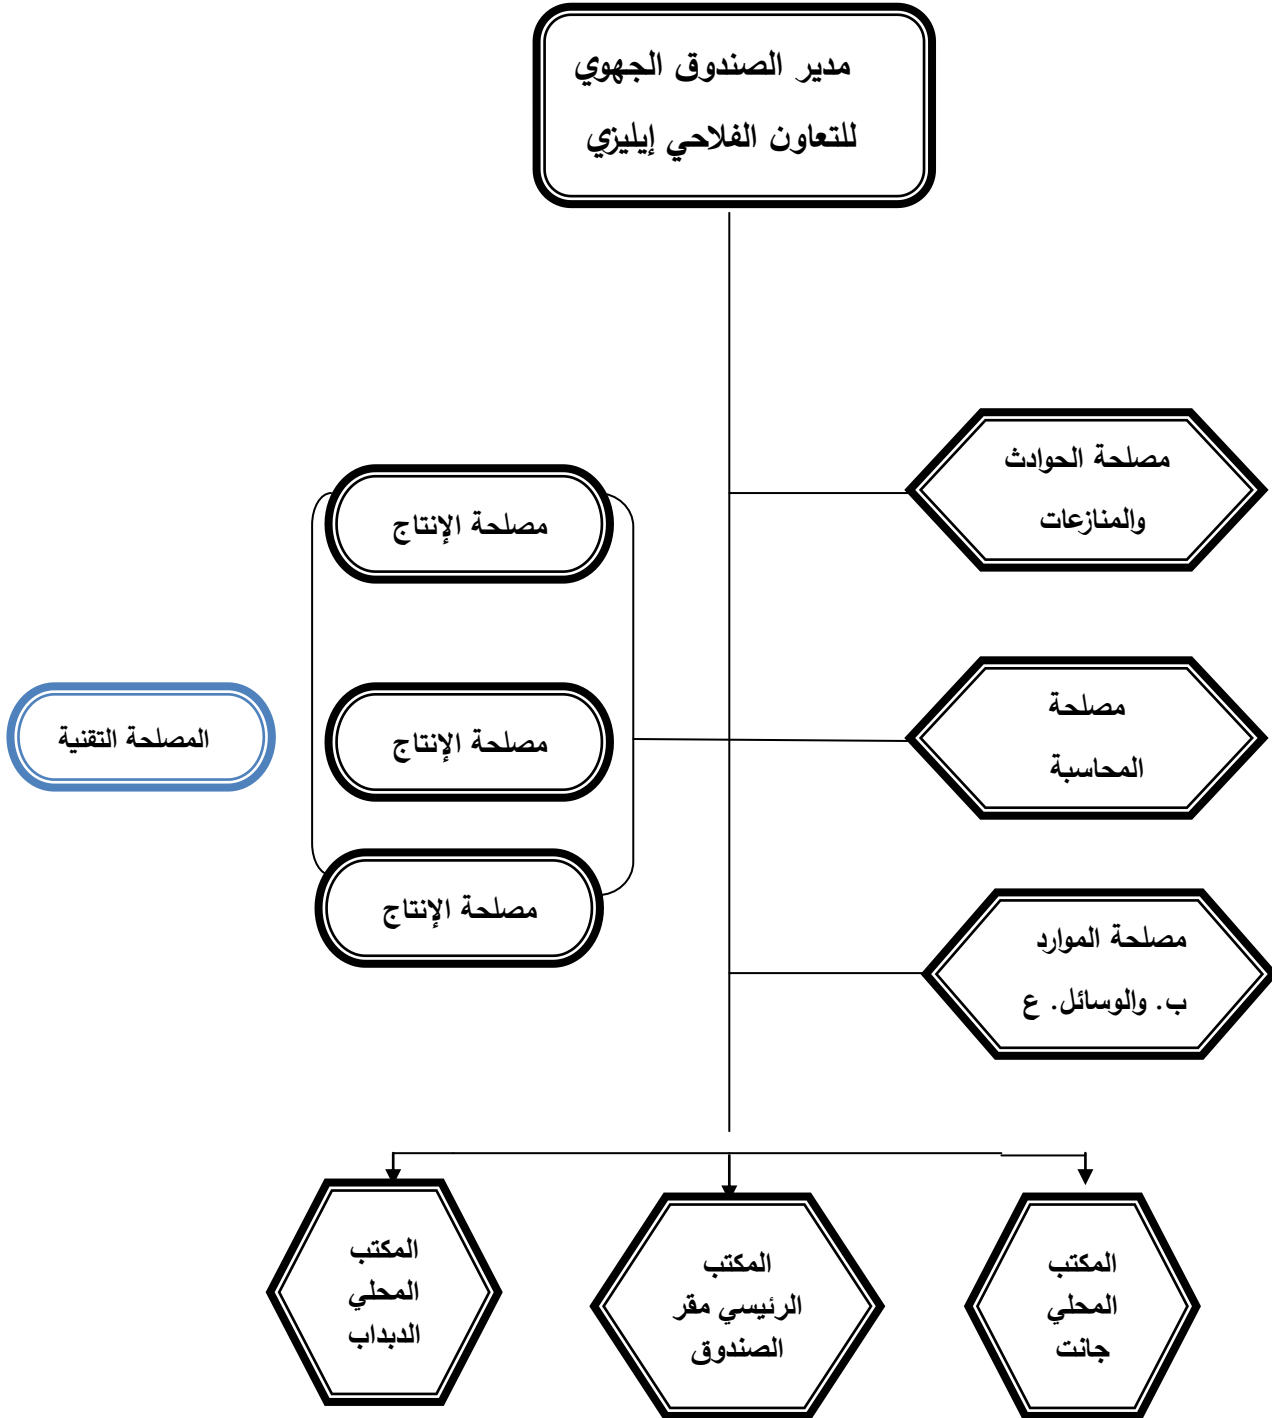 مدير الصندوق الجهوي
للتعاون الفلاحي إيليزي
مصلحة الحوادث
والمنازعات
مصلحة الإنتاج
مصلحة
المحاسبة
مصلحة الإنتاج
المصلحة التقنية
مصلحة الإنتاج
مصلحة الموارد
ب. والوسائل. ع
المكتب
المحلي
جانت
المكتب
الرئيسي مقر
الصندوق
المكتب
المحلي
الدبداب